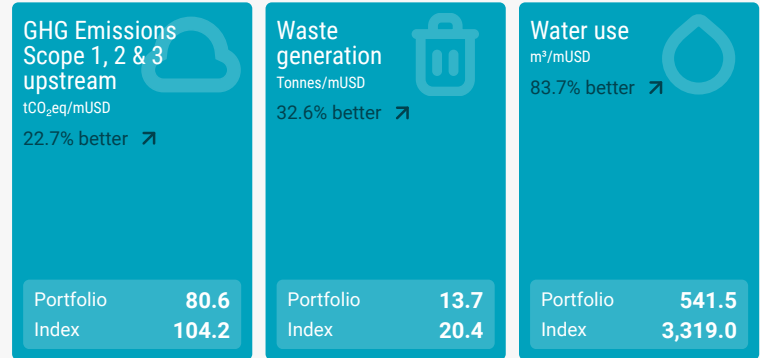 GHG Emissions
Scope 1, 2 & 3
upstream
tCO₂eq/mUSD
22.7% better
Portfolio 80.6
Index 104.2
Waste
generation
Tonnes/mUSD
32.6% better
Portfolio 13.7
Index 20.4
Water use
m³/mUSD
83.7% better
Portfolio 541.5
Index 3,319.0